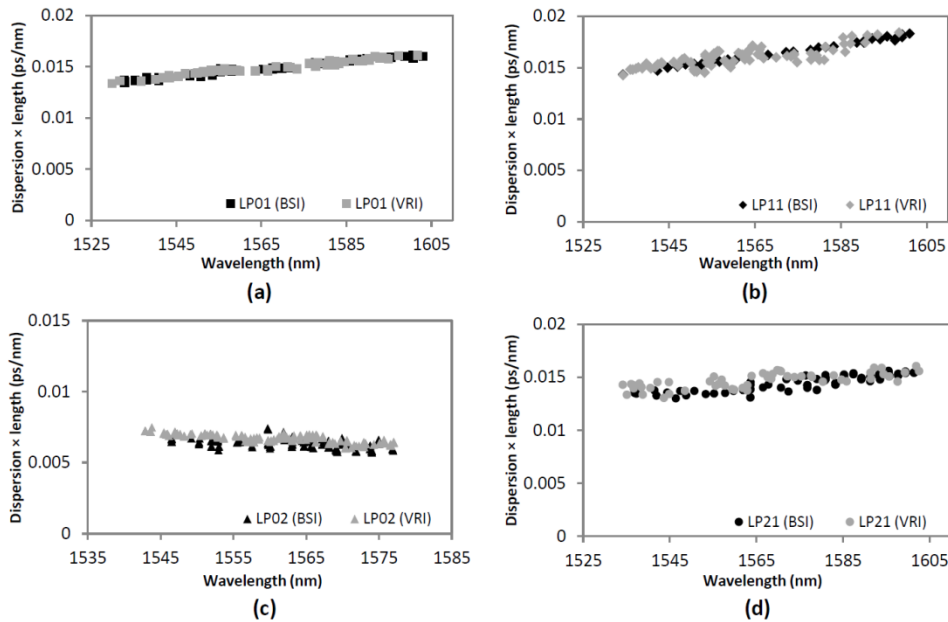 Dispersion × length (ps/nm)
0.02
0.015
0.01
0.005
0
LP01 (BSI) LP01 (VRI)
1525 1545 1565 1585 1605
Wavelength (nm)
(a)
Dispersion × length (ps/nm)
0.02
0.015
0.01
0.005
0
LP11 (BSI) LP11 (VRI)
1525 1545 1565 1585 1605
Wavelength (nm)
(b)
Dispersion × length (ps/nm)
0.015
0.01
0.005
0
LP02 (BSI) LP02 (VRI)
1535 1545 1555 1565 1575 1585
Wavelength (nm)
(c)
Dispersion × length (ps/nm)
0.02
0.015
0.01
0.005
0
LP21 (BSI) LP21 (VRI)
1525 1545 1565 1585 1605
Wavelength (nm)
(d)